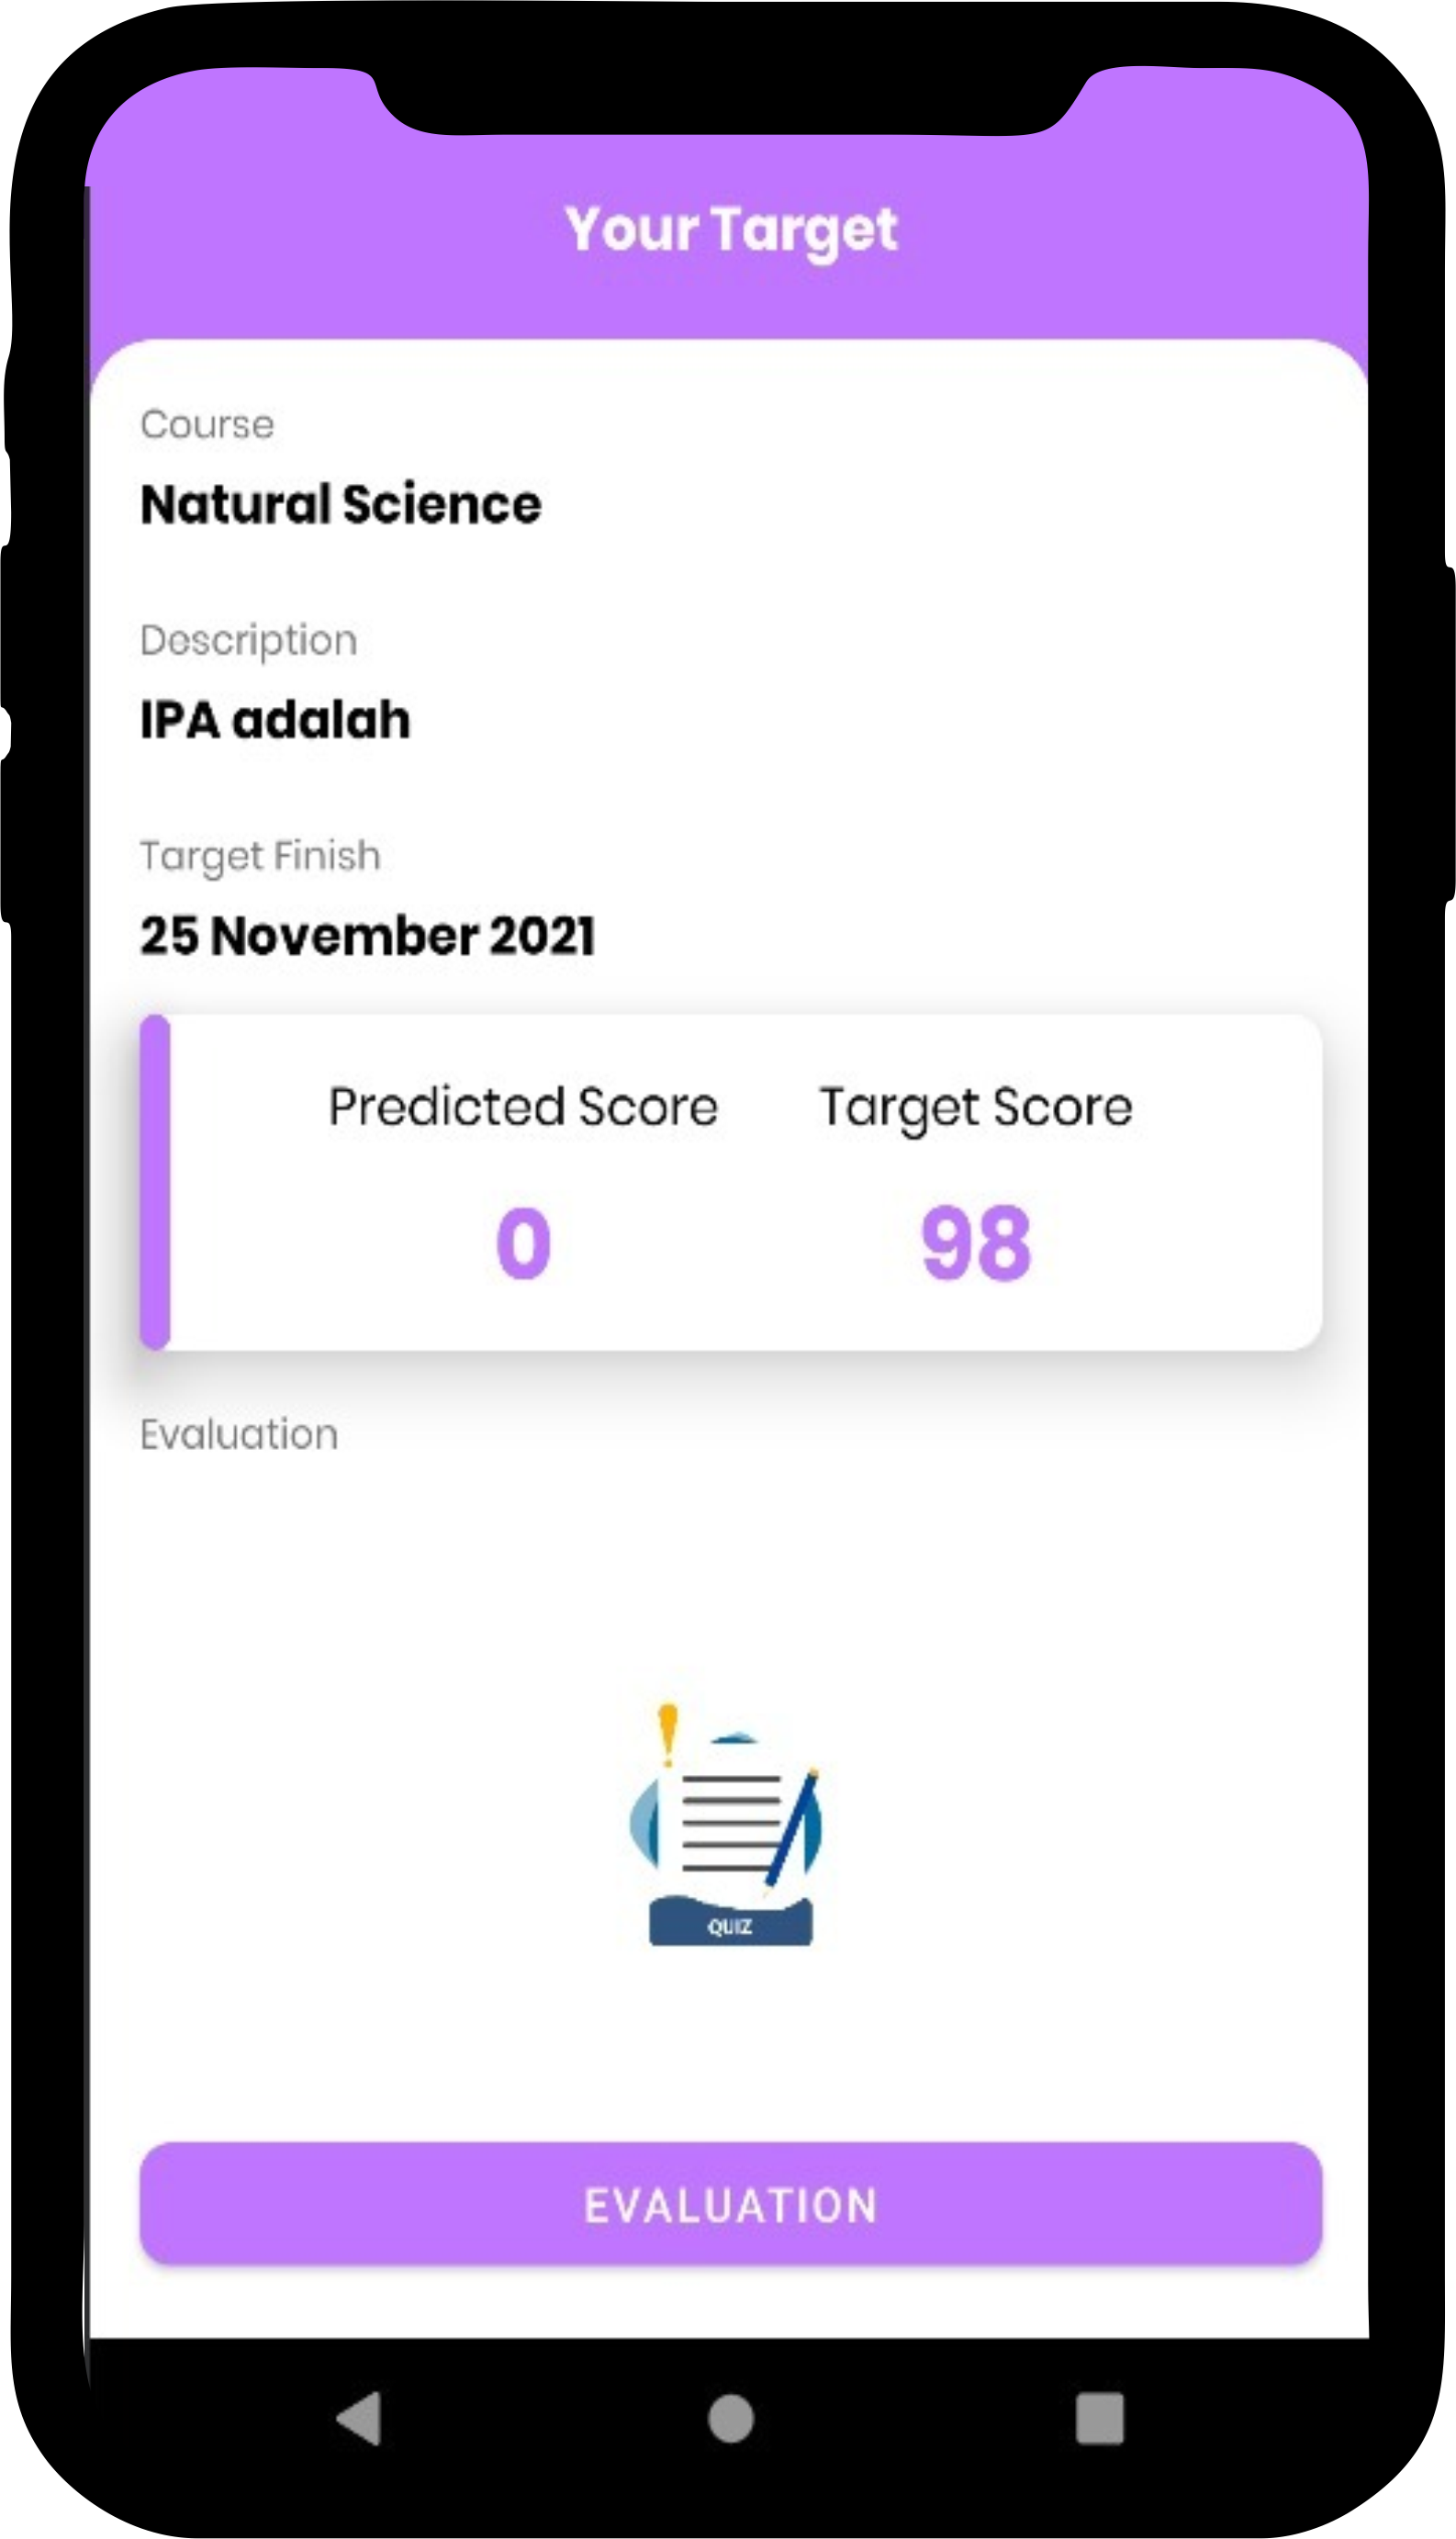 Your Target
Course
Natural Science
Description
IPA adalah
Target Finish
25 November 2021
Predicted Score Target Score
0 98
Evaluation
QUIZ
EVALUATION